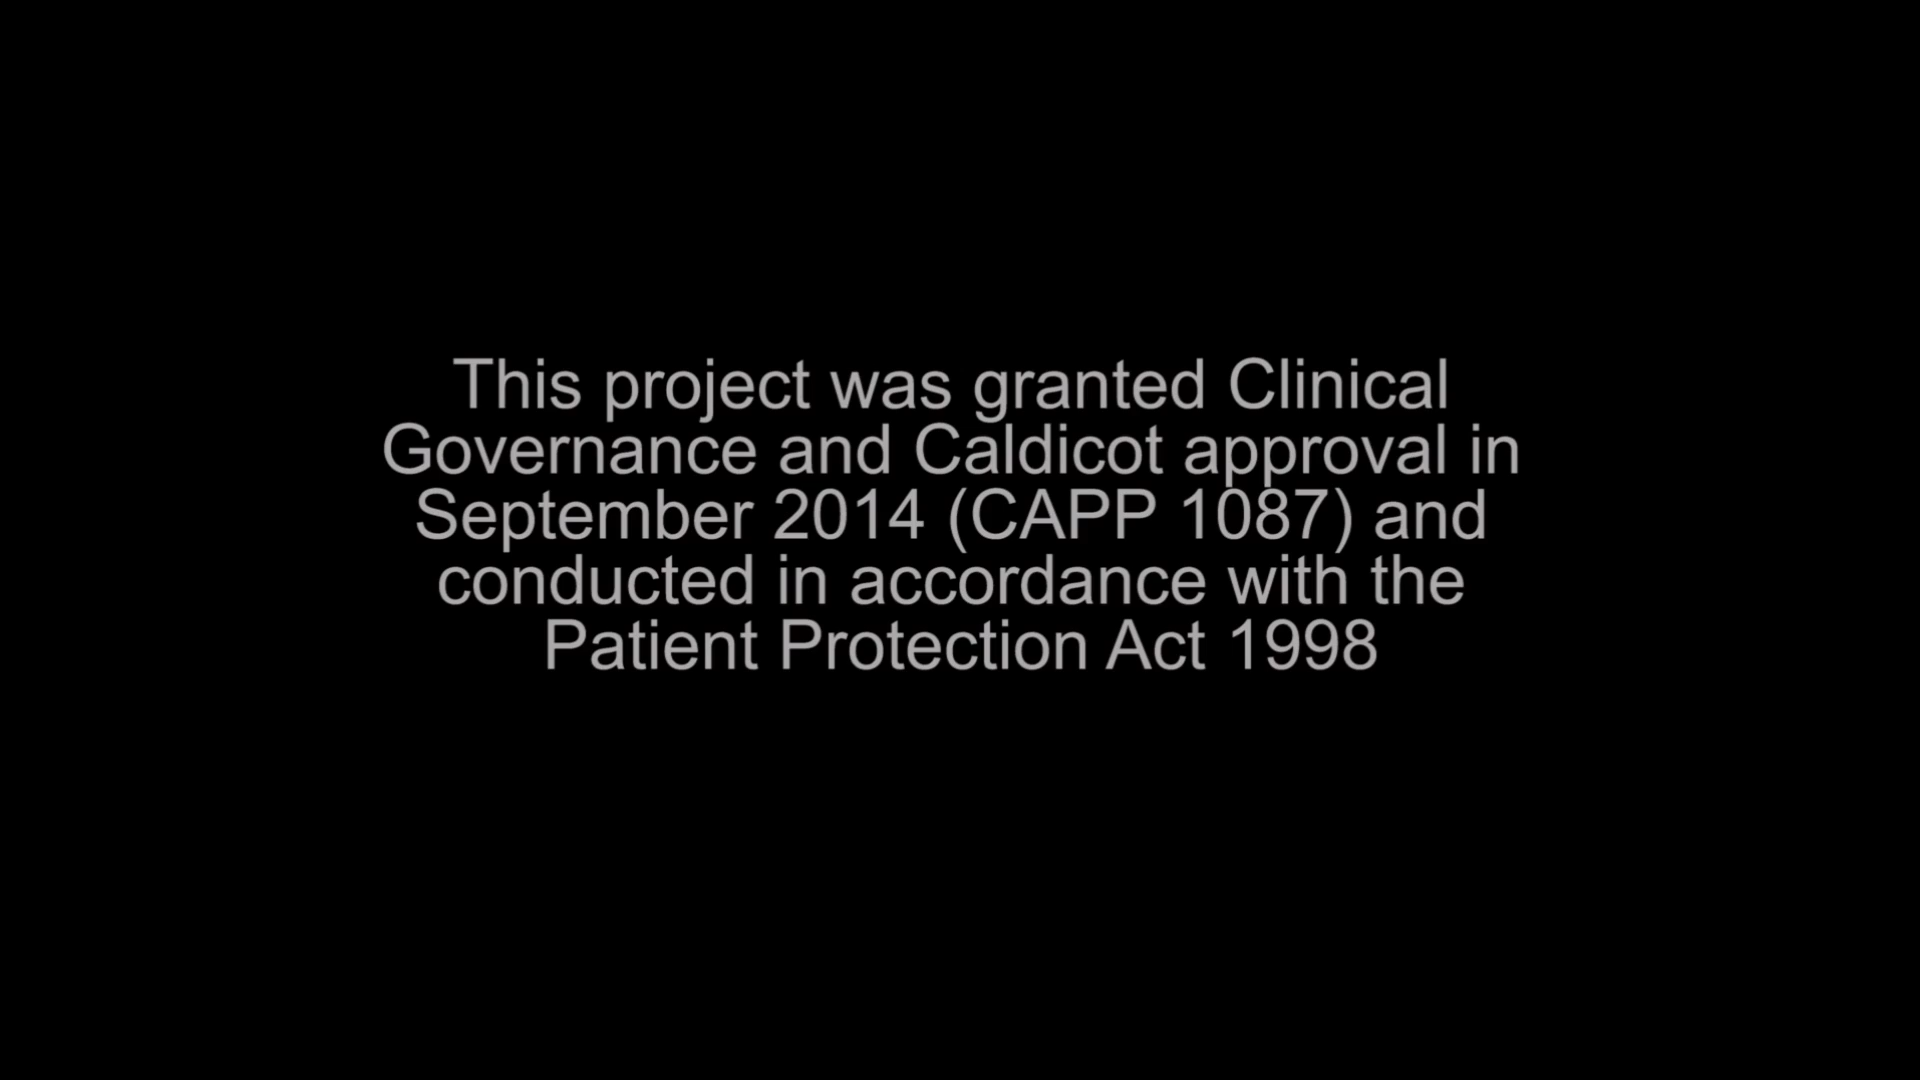 This project was granted Clinical
Governance and Caldicot approval in
September 2014 (CAPP 1087) and
conducted in accordance with the
Patient Protection Act 1998